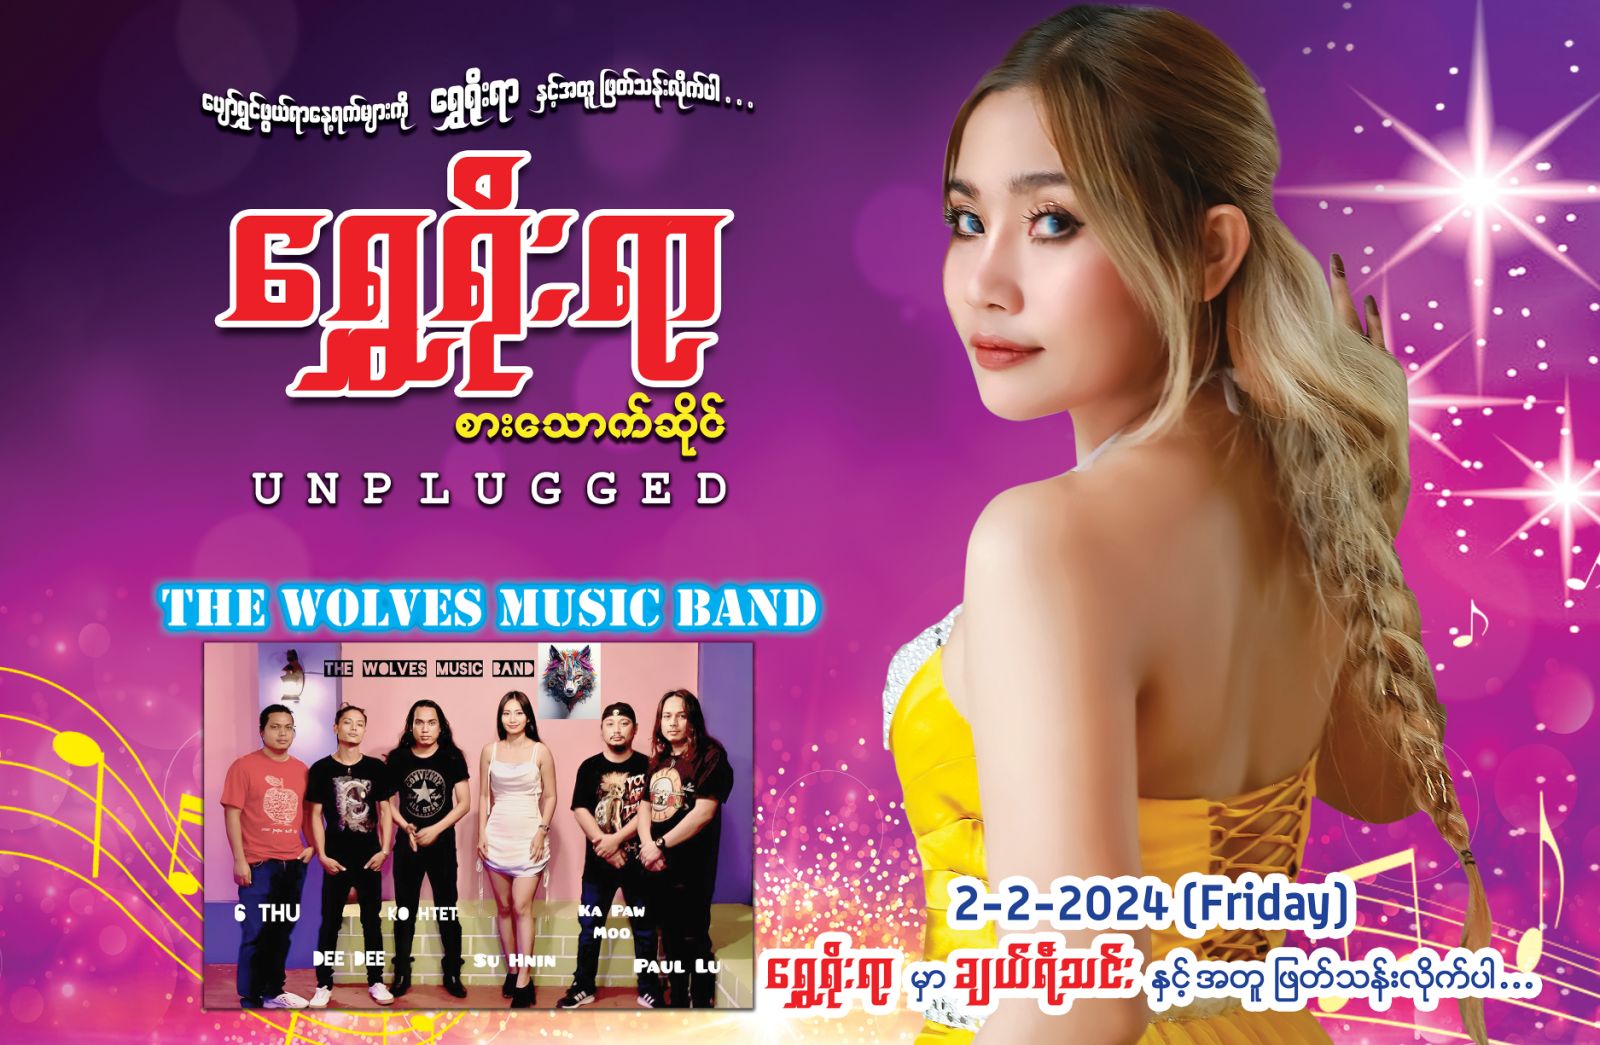 ပျော်ရွှင်ဖွယ်ရာနေ့ရက်များကို ရွှေရိုးရာ နှင့်အတူ ဖြတ်သန်းလိုက်ပါ . . .
ရွှေရိုးရာ
စားသောက်ဆိုင်
UNPLUGGED
THE WOLVES MUSIC BAND
THE WOLVES MUSIC BAND
CONVERSE
ALL STAR
6 THU
DEE DEE
KO HTET
SU HNIN
KA PAW
MOO
PAUL LU
2-2-2024 (Friday)
ရွှေရိုးရာ မှာ ချယ်ရီသင်း နှင့်အတူ ဖြတ်သန်းလိုက်ပါ...